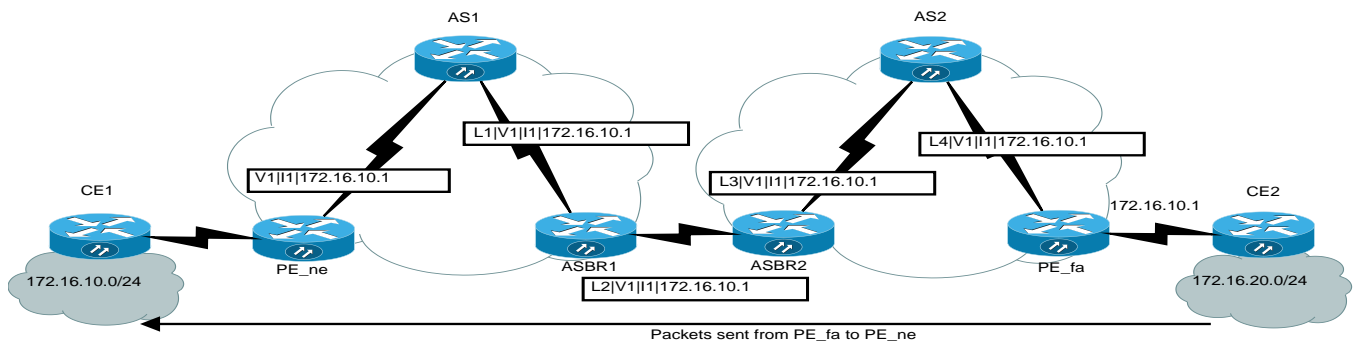 AS1
AS2
L1|V1|I1|172.16.10.1
L4|V1|I1|172.16.10.1
V1|I1|172.16.10.1
L3|V1|I1|172.16.10.1
CE1
CE2
172.16.10.1
PE_ne
ASBR1
ASBR2
PE_fa
172.16.10.0/24
172.16.20.0/24
L2|V1|I1|172.16.10.1
Packets sent from PE_fa to PE_ne